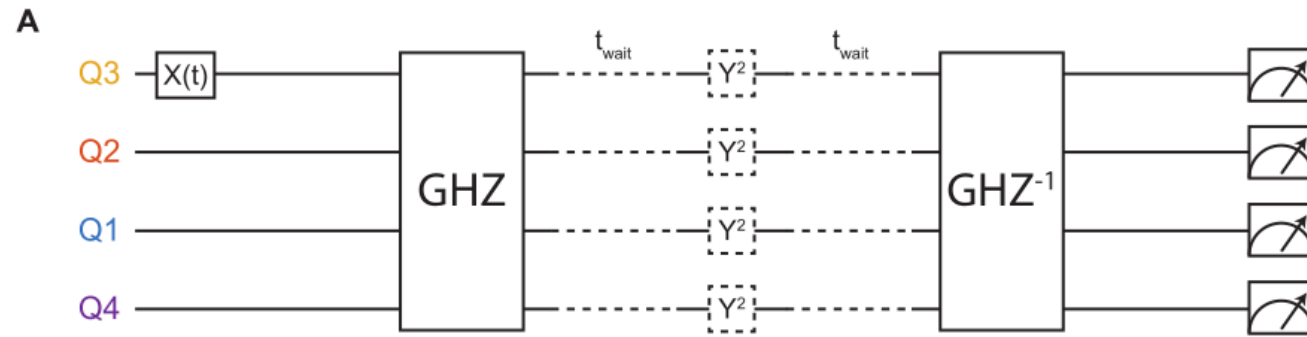 A
t_wait t_wait
Q3 X(t) Y²
Q2 Y²
GHZ GHZ⁻¹
Q1 Y²
Q4 Y²